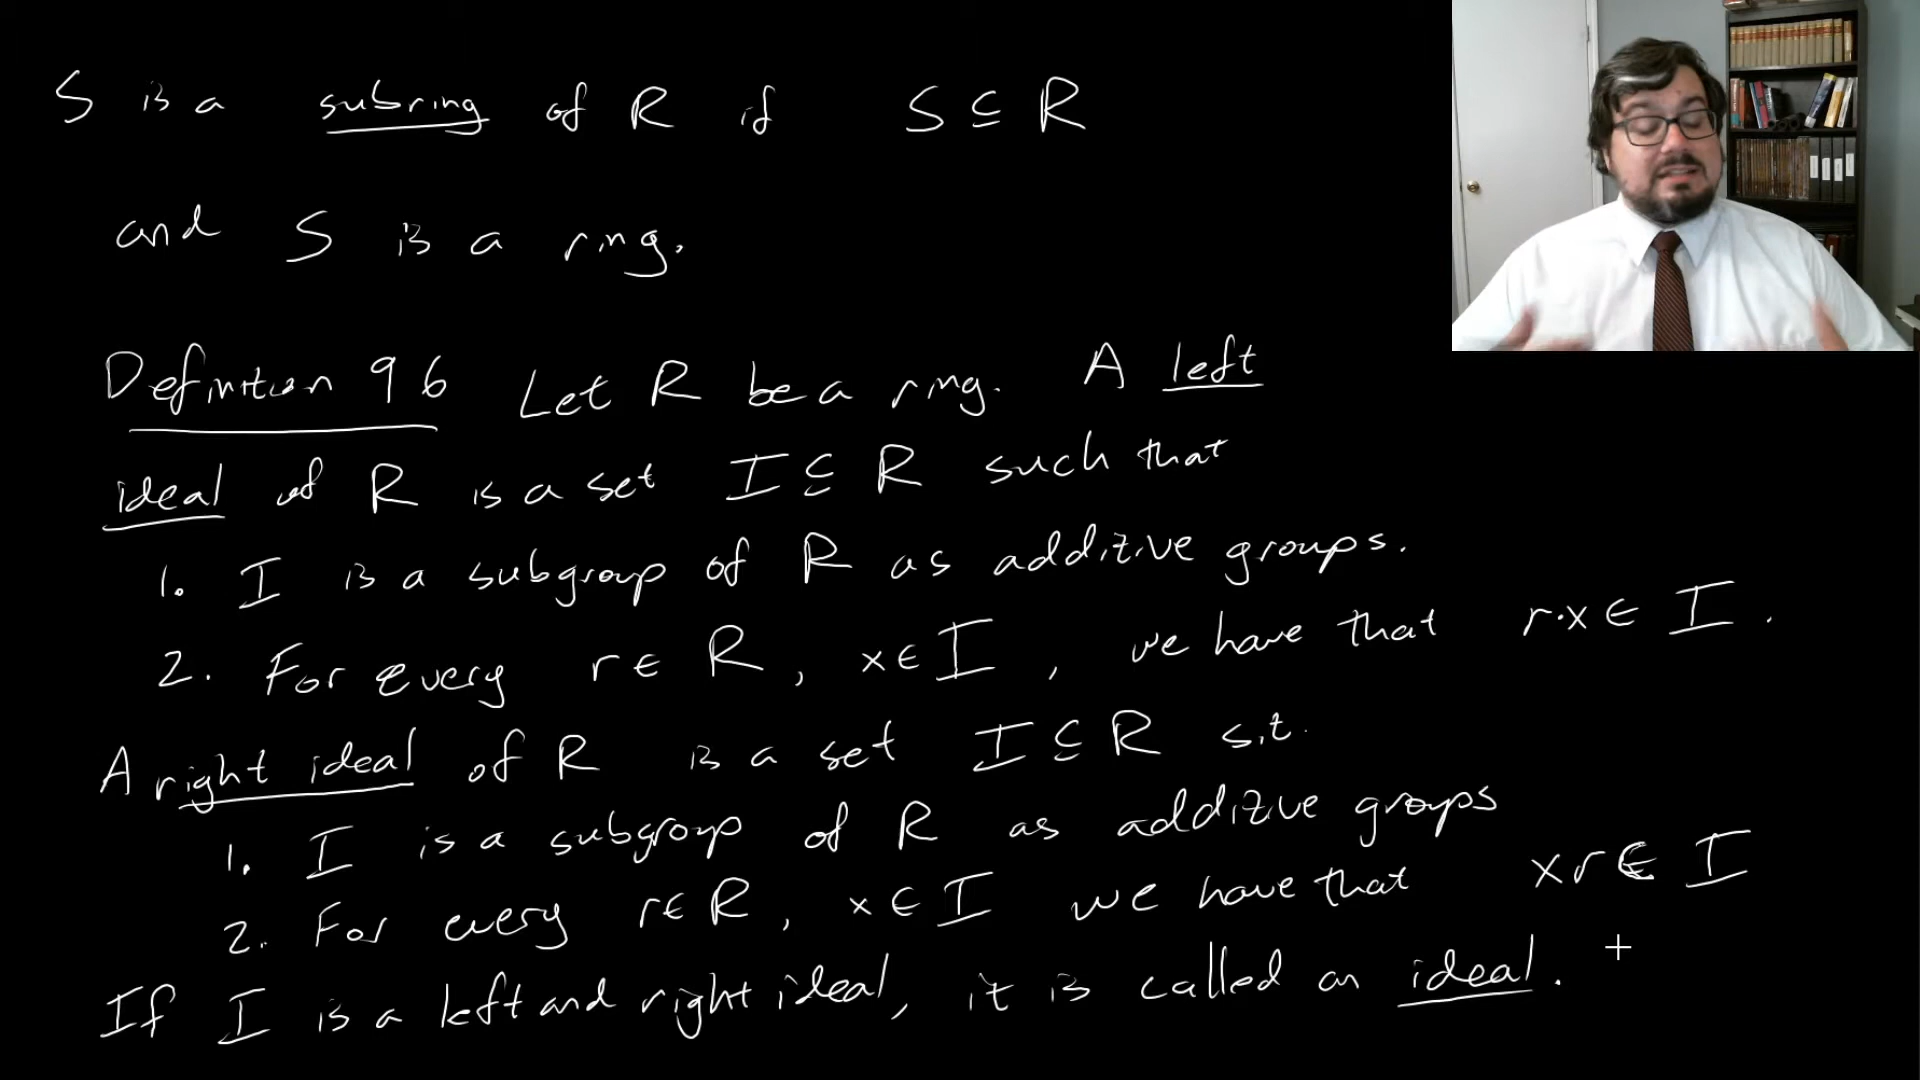 S is a subring of R if S ⊆ R
and S is a ring.
Definition 96 Let R be a ring. A left
ideal of R is a set I ⊆ R such that
1. I is a subgroup of R as additive groups.
2. For every r ∈ R, x ∈ I, we have that r·x ∈ I.
A right ideal of R is a set I ⊆ R s.t.
1. I is a subgroup of R as additive groups
2. For every r ∈ R, x ∈ I we have that xr ∈ I
If I is a left and right ideal, it is called an ideal.